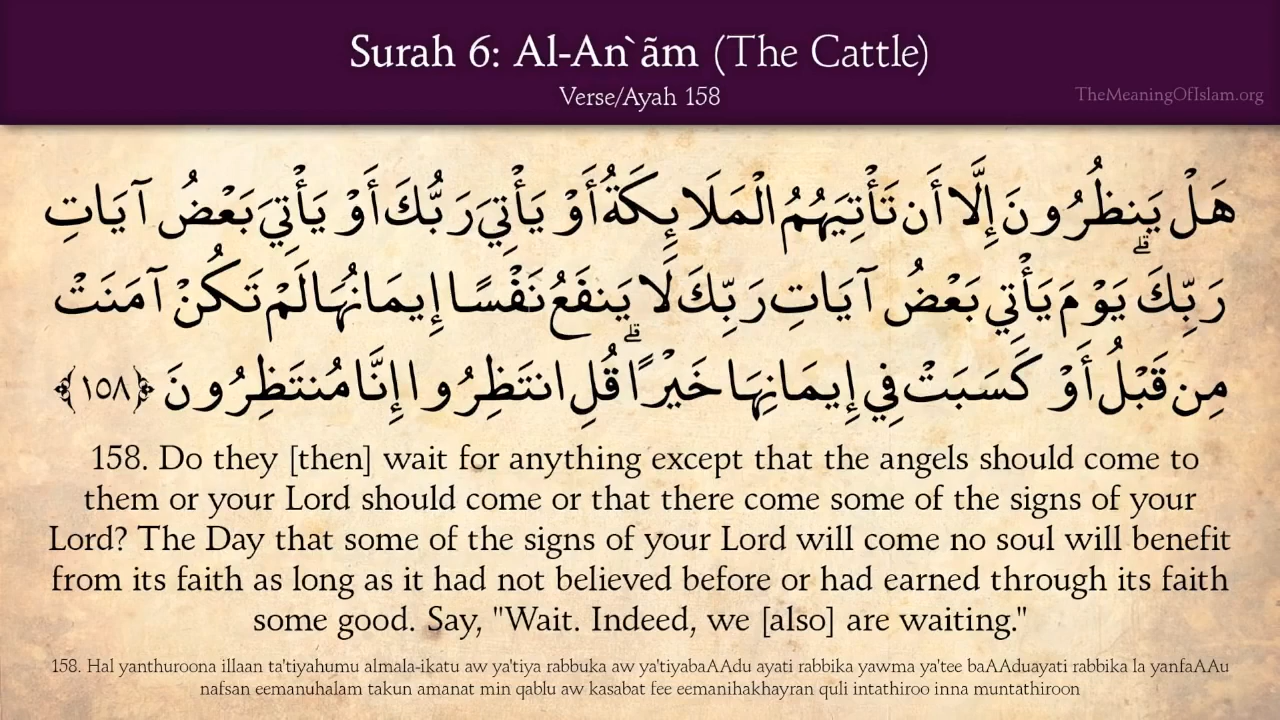 Surah 6: Al-An`ãm (The Cattle)
Verse/Ayah 158
TheMeaningOfIslam.org
هَلْ يَنظُرُونَ إِلَّا أَن تَأْتِيَهُمُ الْمَلَائِكَةُ أَوْ يَأْتِيَ رَبُّكَ أَوْ يَأْتِيَ بَعْضُ آيَاتِ
رَبِّكَ ۗ يَوْمَ يَأْتِي بَعْضُ آيَاتِ رَبِّكَ لَا يَنفَعُ نَفْسًا إِيمَانُهَا لَمْ تَكُنْ آمَنَتْ
مِن قَبْلُ أَوْ كَسَبَتْ فِي إِيمَانِهَا خَيْرًا ۗ قُلِ انتَظِرُوا إِنَّا مُنتَظِرُونَ ﴿١٥٨﴾
158. Do they [then] wait for anything except that the angels should come to
them or your Lord should come or that there come some of the signs of your
Lord? The Day that some of the signs of your Lord will come no soul will benefit
from its faith as long as it had not believed before or had earned through its faith
some good. Say, "Wait. Indeed, we [also] are waiting."
158. Hal yanthuroona illaan ta'tiyahumu almala-ikatu aw ya'tiya rabbuka aw ya'tiyabaAAdu ayati rabbika yawma ya'tee baAAduayati rabbika la yanfaAAu
nafsan eemanuhalam takun amanat min qablu aw kasabat fee eemanihakhayran quli intathiroo inna muntathiroon